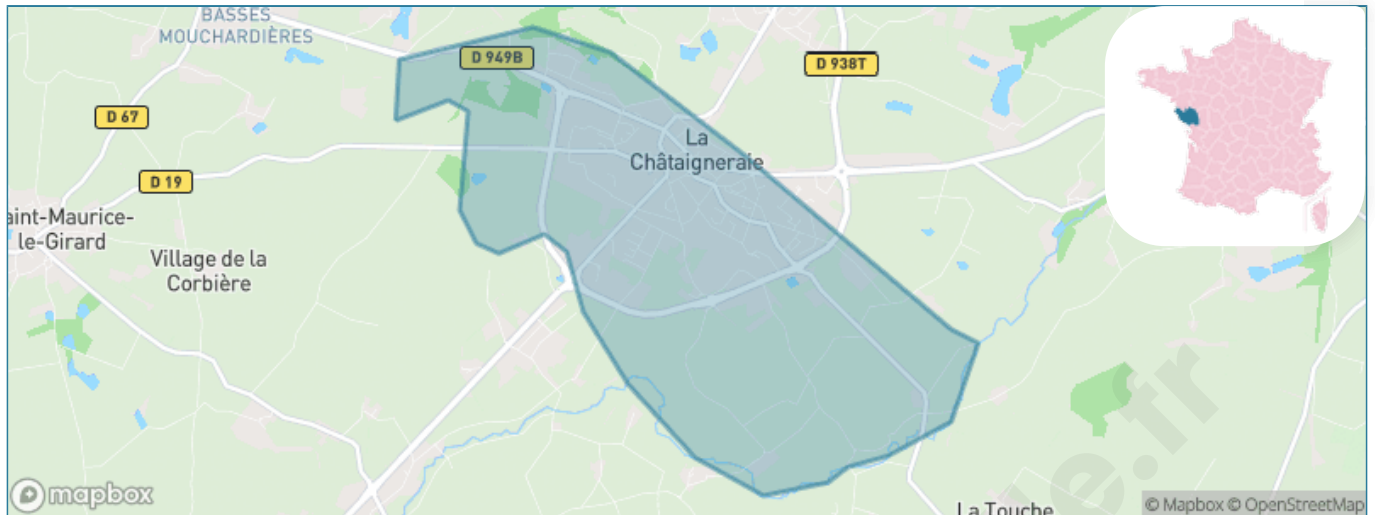 BASSES
MOUCHARDIÈRES
D 949B
D 938T
D 67
La
Châtaigneraie
D 19
aint-Maurice-
le-Girard
Village de la
Corbière
e.fr
mapbox
La Touche
© Mapbox © OpenStreetMap